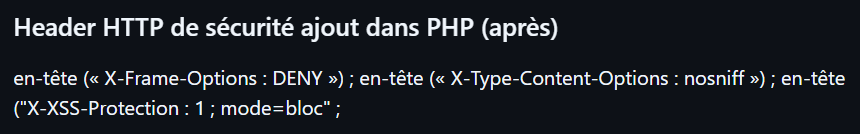 Header HTTP de sécurité ajout dans PHP (après)
en-tête (« X-Frame-Options : DENY ») ; en-tête (« X-Type-Content-Options : nosniff ») ; en-tête
("X-XSS-Protection : 1 ; mode=bloc" ;